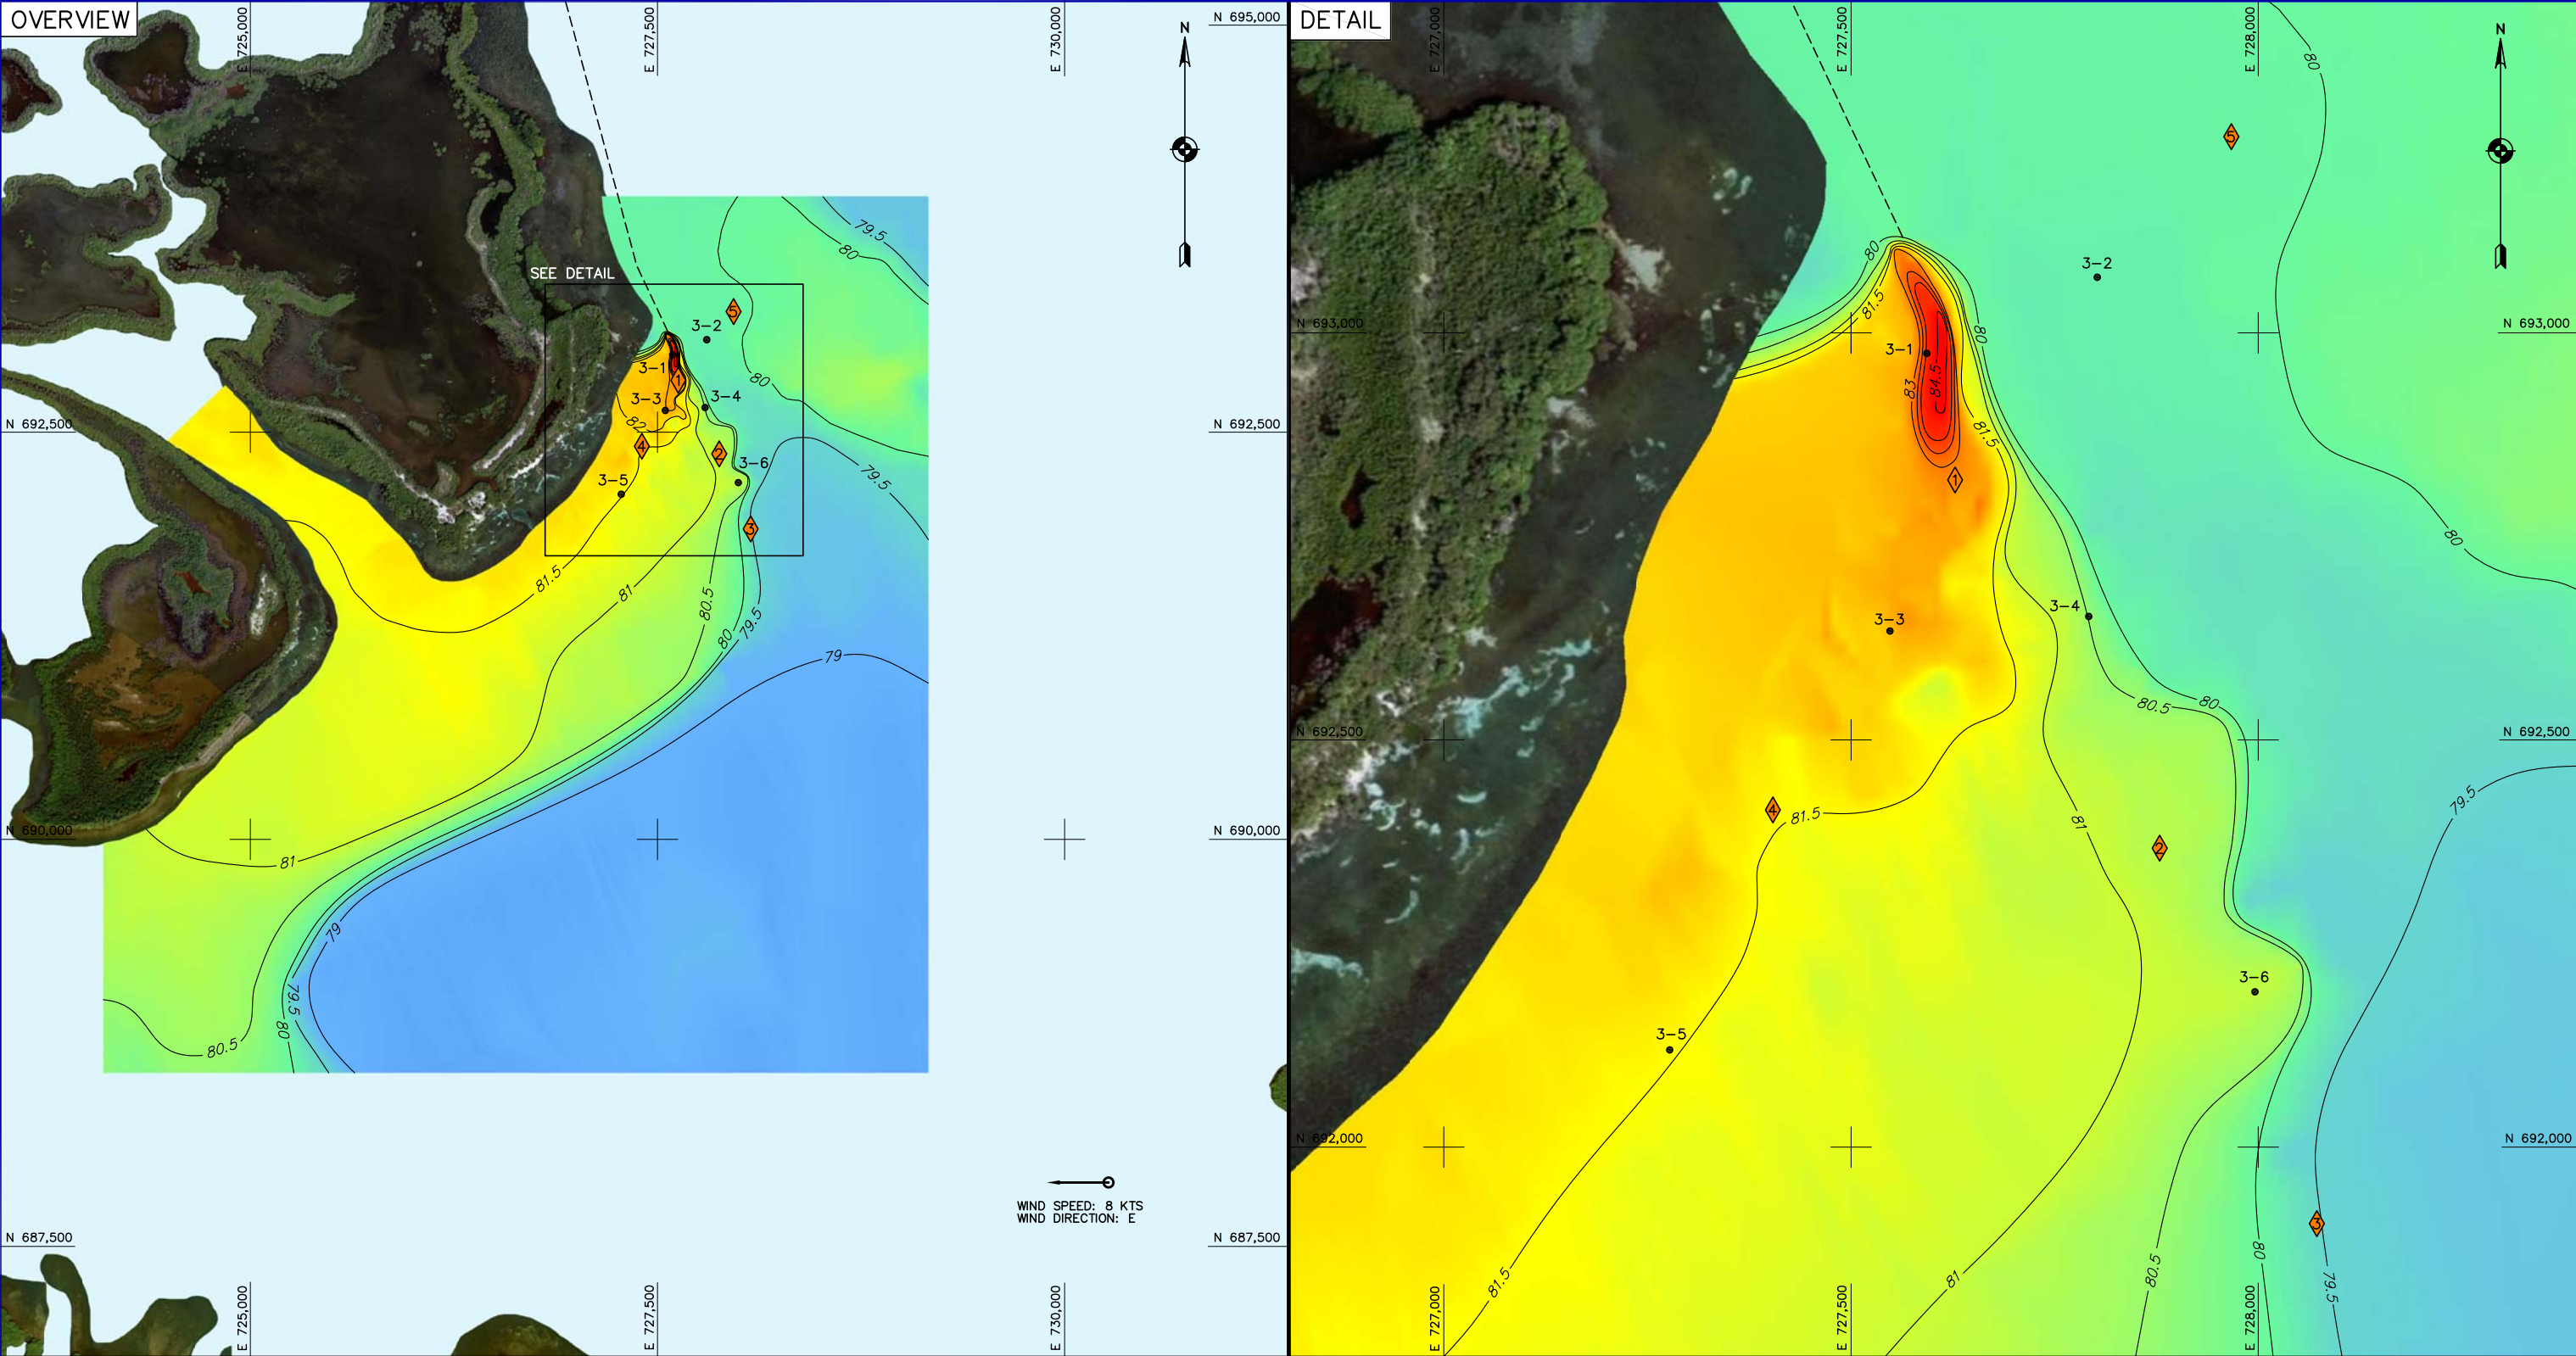 OVERVIEW
E 725,000
E 727,500
E 730,000
N 695,000
N
79.5
80
SEE DETAIL
5
3-2
3-1
1
80
3-3
3-4
82
N 692,500
N 692,500
4
2
3-6
79.5
3-5
3
81.5
81
80.5
79.5
80
79
N 690,000
N 690,000
81
79
79.5
80
80.5
WIND SPEED: 8 KTS
WIND DIRECTION: E
N 687,500
N 687,500
E 725,000
E 727,500
E 730,000
DETAIL
E 727,000
E 727,500
E 728,000
N
80
5
80
3-2
81.5
N 693,000
N 693,000
80
3-1
83
84.5
81.5
1
80
3-4
3-3
80.5
80
N 692,500
N 692,500
79.5
4
81.5
81
2
3-6
3-5
N 692,000
N 692,000
3
81.5
81
80.5
80
79.5
E 727,000
E 727,500
E 728,000